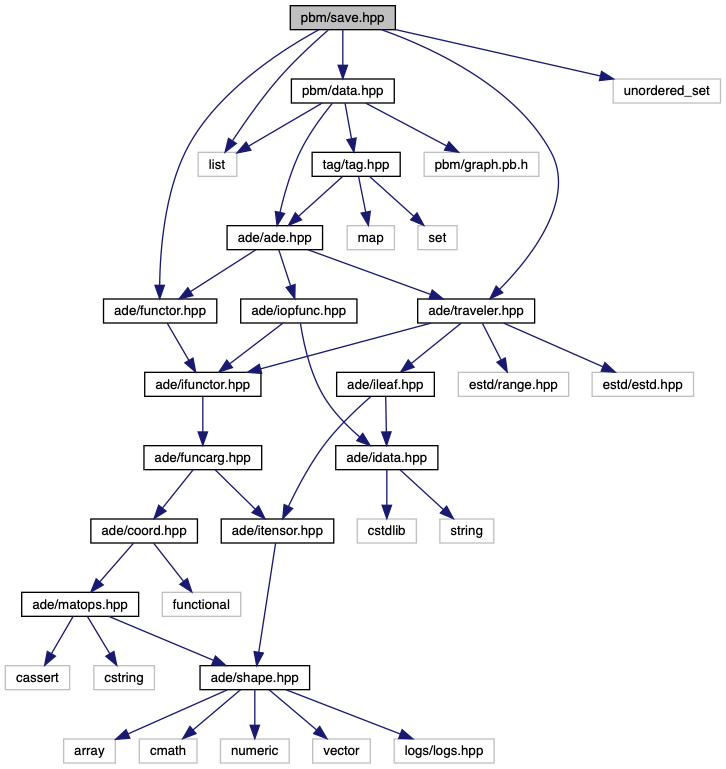 pbm/save.hpp
pbm/data.hpp
unordered_set
list
tag/tag.hpp
pbm/graph.pb.h
ade/ade.hpp
map
set
ade/functor.hpp
ade/iopfunc.hpp
ade/traveler.hpp
ade/ifunctor.hpp
ade/ileaf.hpp
estd/range.hpp
estd/estd.hpp
ade/funcarg.hpp
ade/idata.hpp
ade/coord.hpp
ade/itensor.hpp
cstdlib
string
ade/matops.hpp
functional
cassert
cstring
ade/shape.hpp
array
cmath
numeric
vector
logs/logs.hpp